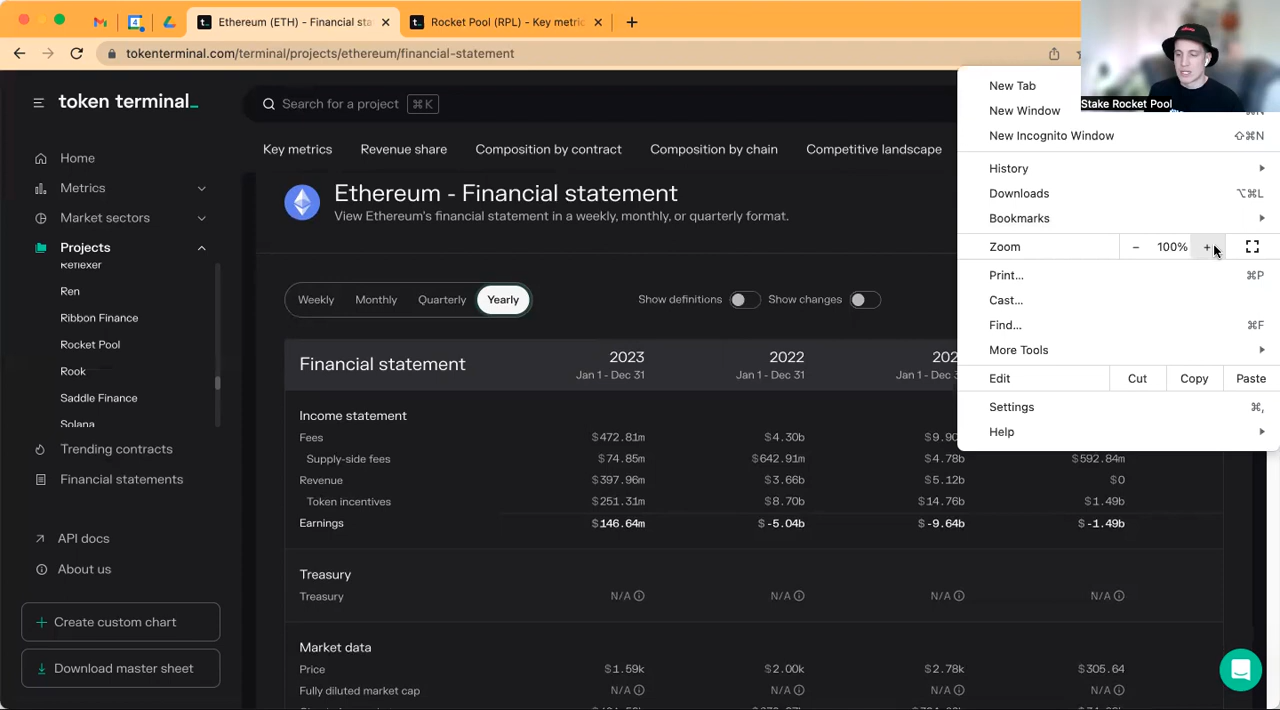 Ethereum (ETH) - Financial sta
Rocket Pool (RPL) - Key metric
tokenterminal.com/terminal/projects/ethereum/financial-statement
Stake Rocket Pool
token terminal_
Search for a project ⌘K
Key metrics Revenue share Composition by contract Composition by chain Competitive landscape
Home
Metrics
Market sectors
Projects
Reflexer
Ren
Ribbon Finance
Rocket Pool
Rook
Saddle Finance
Solana
Trending contracts
Financial statements
API docs
About us
+ Create custom chart
Download master sheet
Ethereum - Financial statement
View Ethereum's financial statement in a weekly, monthly, or quarterly format.
Weekly Monthly Quarterly Yearly
Show definitions Show changes
Financial statement 2023 2022 202
Jan 1 - Dec 31 Jan 1 - Dec 31 Jan 1 - Dec
Income statement
Fees $472.81m $4.30b $9.90
Supply-side fees $74.85m $642.91m $4.78b $592.84m
Revenue $397.96m $3.66b $5.12b $0
Token incentives $251.31m $8.70b $14.76b $1.49b
Earnings $146.64m $-5.04b $-9.64b $-1.49b
Treasury
Treasury N/A N/A N/A N/A
Market data
Price $1.59k $2.00k $2.78k $305.64
Fully diluted market cap N/A N/A N/A N/A
New Tab
New Window ⌘N
New Incognito Window ⇧⌘N
History
Downloads ⌥⌘L
Bookmarks
Zoom − 100% +
Print... ⌘P
Cast...
Find... ⌘F
More Tools
Edit Cut Copy Paste
Settings ⌘,
Help